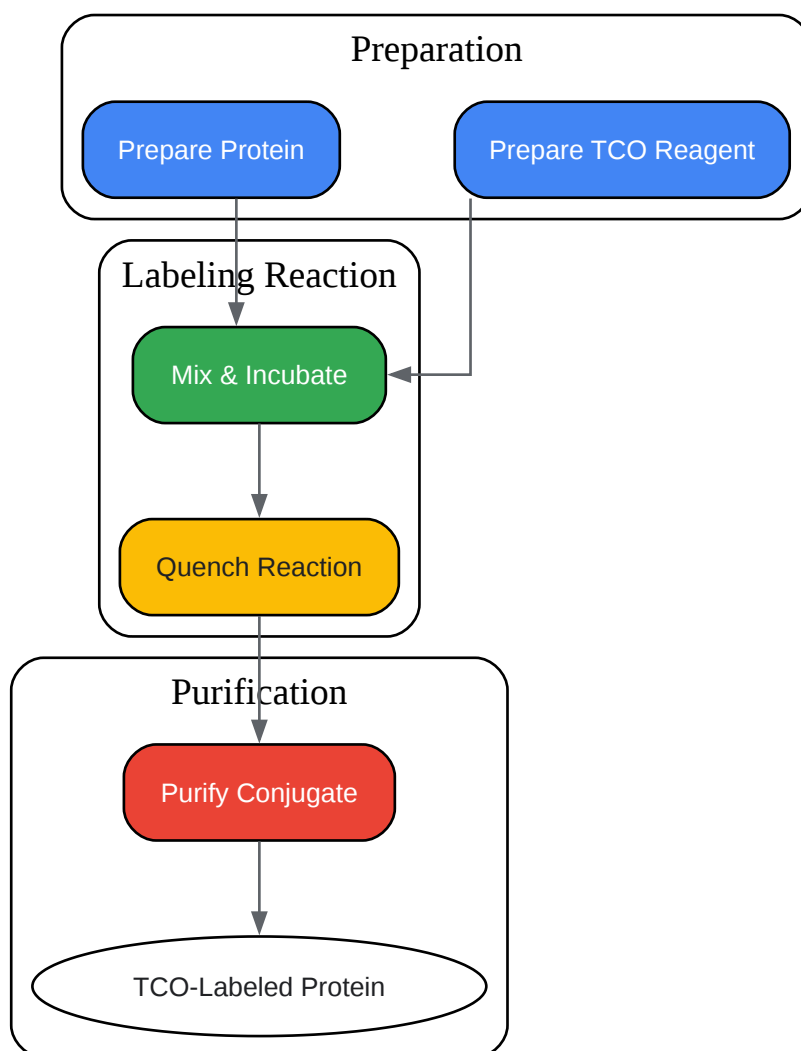 Preparation
Prepare Protein
Prepare TCO Reagent
Labeling Reaction
Mix & Incubate
Quench Reaction
Purification
Purify Conjugate
TCO-Labeled Protein